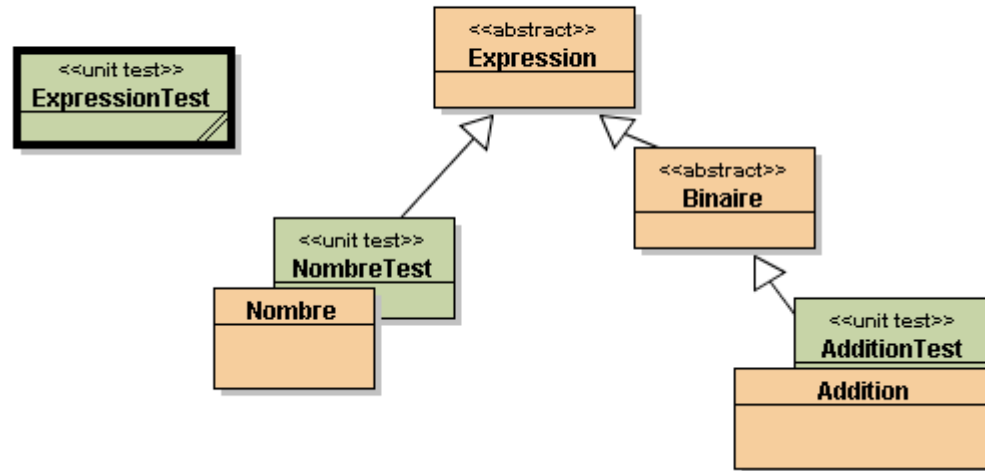 <<abstract>>
Expression
<<unit test>>
ExpressionTest
<<abstract>>
Binaire
<<unit test>>
NombreTest
Nombre
<<unit test>>
AdditionTest
Addition